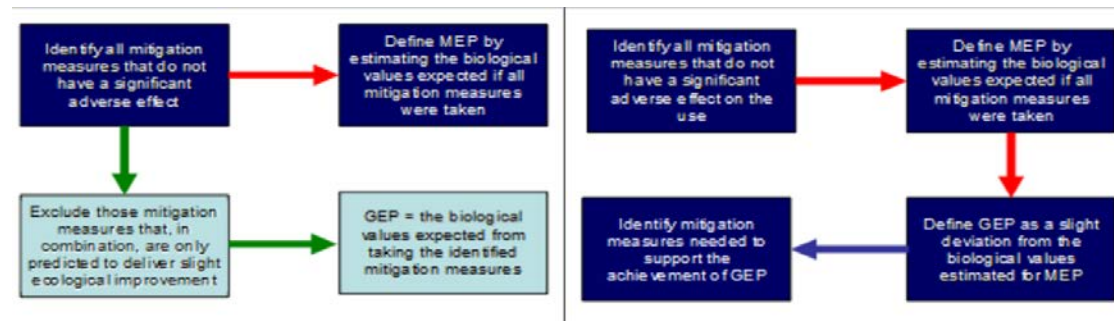 Identify all mitigation
measures that do not
have a significant
adverse effect
Define MEP by
estimating the biological
values expected if all
mitigation measures
were taken
Exclude those mitigation
measures that, in
combination, are only
predicted to deliver slight
ecological improvement
GEP = the biological
values expected from
taking the identified
mitigation measures
Identify all mitigation
measures that do not
have a significant
adverse effect on the
use
Define MEP by
estimating the biological
values expected if all
mitigation measures
were taken
Identify mitigation
measures needed to
support the
achievement of GEP
Define GEP as a slight
deviation from the
biological values
estimated for MEP